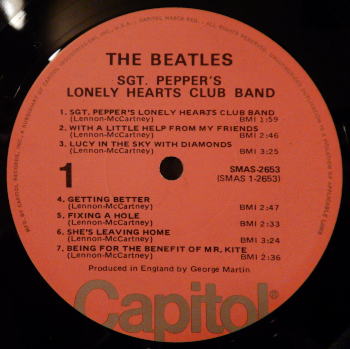 THE BEATLES
SGT. PEPPER'S
LONELY HEARTS CLUB BAND
1. SGT. PEPPER'S LONELY HEARTS CLUB BAND
(Lennon-McCartney) BMI 1:59
2. WITH A LITTLE HELP FROM MY FRIENDS
(Lennon-McCartney) BMI 2:46
3. LUCY IN THE SKY WITH DIAMONDS
(Lennon-McCartney) BMI 3:25
1
SMAS-2653
(SMAS 1-2653)
4. GETTING BETTER
(Lennon-McCartney) BMI 2:47
5. FIXING A HOLE
(Lennon-McCartney) BMI 2:33
6. SHE'S LEAVING HOME
(Lennon-McCartney) BMI 3:24
7. BEING FOR THE BENEFIT OF MR. KITE
(Lennon-McCartney) BMI 2:36
Produced in England by George Martin
Capitol®